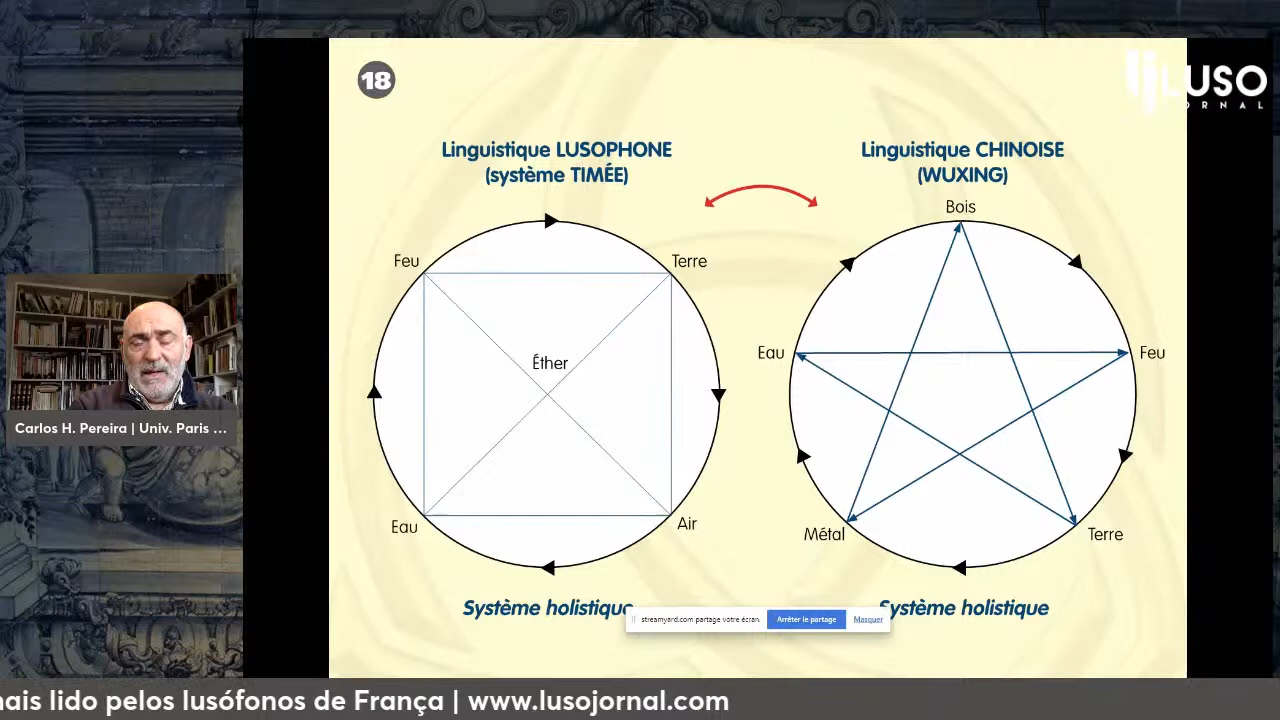 18
LUSO
JORNAL
Linguistique LUSOPHONE
(système TIMÉE)
Linguistique CHINOISE
(WUXING)
Bois
Feu
Terre
Éther
Eau
Feu
Eau
Air
Métal
Terre
Système holistique
Système holistique
streamyard.com partage votre écran.
Arrêter le partage
Masquer
Carlos H. Pereira | Univ. Paris ...
mais lido pelos lusófonos de França | www.lusojornal.com